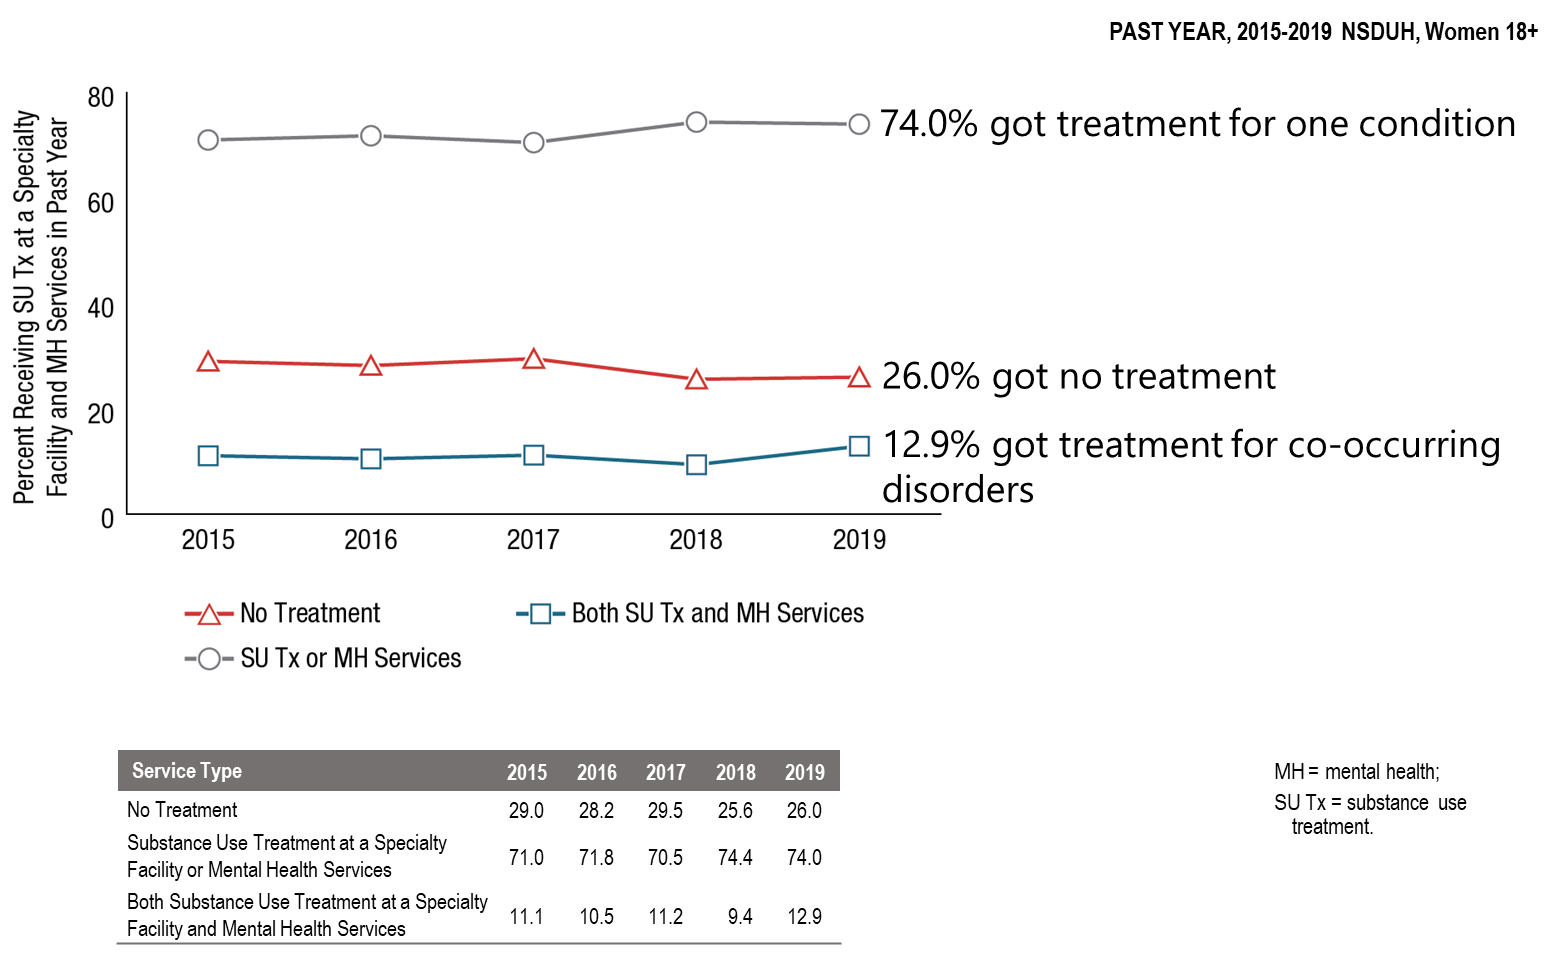 PAST YEAR, 2015-2019 NSDUH, Women 18+
Percent Receiving SU Tx at a Specialty
Facility and MH Services in Past Year
80
60
40
20
0
74.0% got treatment for one condition
26.0% got no treatment
12.9% got treatment for co-occurring
disorders
2015 2016 2017 2018 2019
No Treatment
Both SU Tx and MH Services
SU Tx or MH Services
Service Type 2015 2016 2017 2018 2019
No Treatment 29.0 28.2 29.5 25.6 26.0
Substance Use Treatment at a Specialty
Facility or Mental Health Services 71.0 71.8 70.5 74.4 74.0
Both Substance Use Treatment at a Specialty
Facility and Mental Health Services 11.1 10.5 11.2 9.4 12.9
MH = mental health;
SU Tx = substance use
treatment.